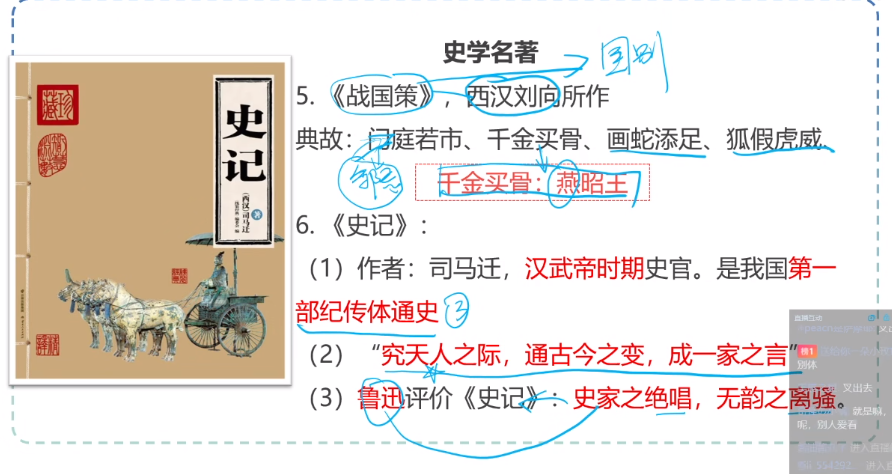 史学名著
国别
5. 《战国策》，西汉刘向所作
典故：门庭若市、千金买骨、画蛇添足、狐假虎威.
千金买骨：燕昭王
6. 《史记》：
（1）作者：司马迁，汉武帝时期史官。是我国第一
部纪传体通史 ③
（2）“究天人之际，通古今之变，成一家之言”
（3）鲁迅评价《史记》：史家之绝唱，无韵之离骚。
珍藏
史记
（西汉）司马迁 著
直播互动
别体
又出去
就是嘛，
呢，别人爱看